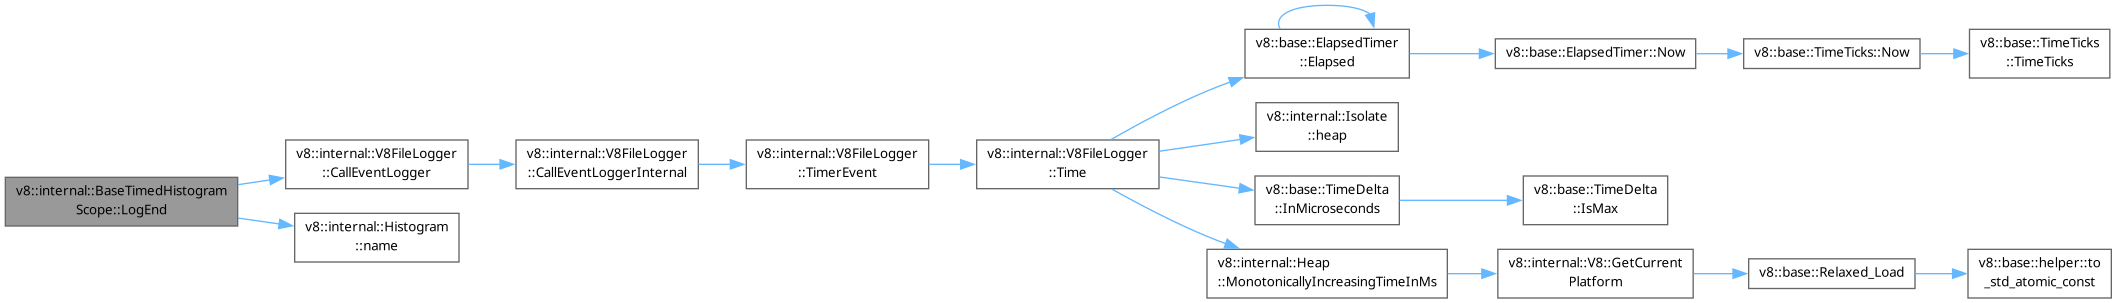 v8::internal::BaseTimedHistogram
Scope::LogEnd
v8::internal::V8FileLogger
::CallEventLogger
v8::internal::Histogram
::name
v8::internal::V8FileLogger
::CallEventLoggerInternal
v8::internal::V8FileLogger
::TimerEvent
v8::internal::V8FileLogger
::Time
v8::base::ElapsedTimer
::Elapsed
v8::base::ElapsedTimer::Now
v8::base::TimeTicks::Now
v8::base::TimeTicks
::TimeTicks
v8::internal::Isolate
::heap
v8::base::TimeDelta
::InMicroseconds
v8::base::TimeDelta
::IsMax
v8::internal::Heap
::MonotonicallyIncreasingTimeInMs
v8::internal::V8::GetCurrent
Platform
v8::base::Relaxed_Load
v8::base::helper::to
_std_atomic_const